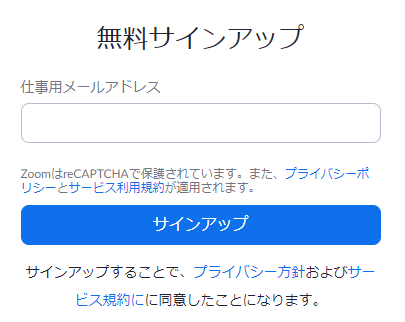 無料サインアップ
仕事用メールアドレス
ZoomはreCAPTCHAで保護されています。また、プライバシーポ
リシーとサービス利用規約が適用されます。
サインアップ
サインアップすることで、プライバシー方針およびサー
ビス規約にに同意したことになります。